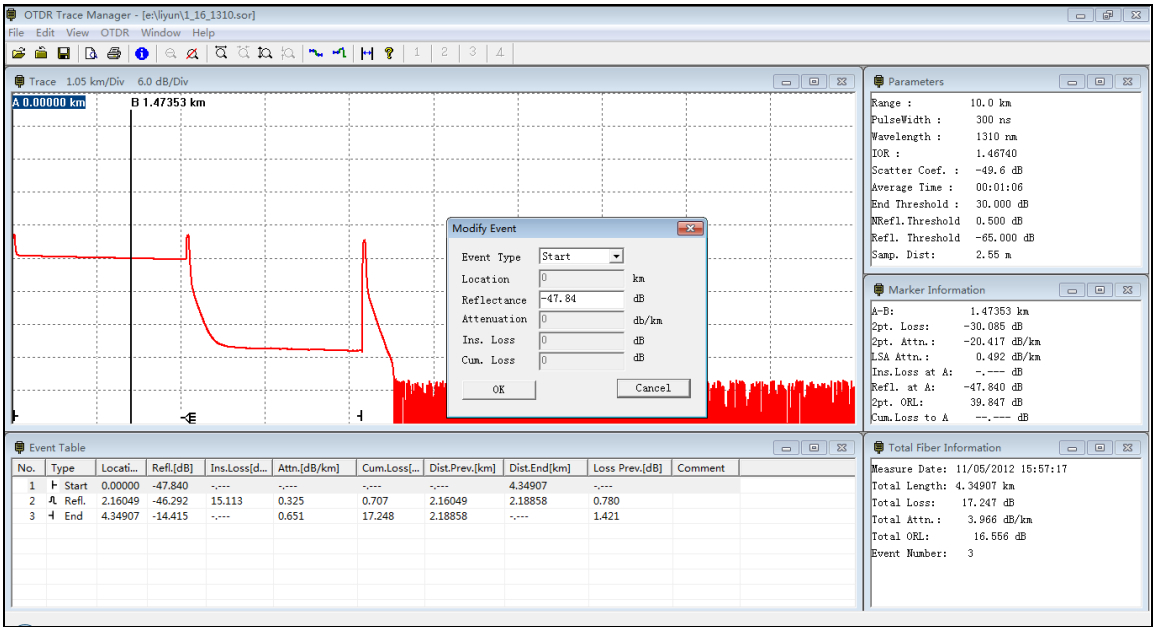 OTDR Trace Manager - [e:\liyun\1_16_1310.sor]
File Edit View OTDR Window Help
1 2 3 4
Trace 1.05 km/Div 6.0 dB/Div
A 0.00000 km B 1.47353 km
Modify Event
Event Type Start
Location 0 km
Reflectance -47.84 dB
Attenuation 0 db/km
Ins. Loss 0 dB
Cum. Loss 0 dB
OK Cancel
Parameters
Range : 10.0 km
PulseWidth : 300 ns
Wavelength : 1310 nm
IOR : 1.46740
Scatter Coef. : -49.6 dB
Average Time : 00:01:06
End Threshold : 30.000 dB
NRefl.Threshold 0.500 dB
Refl. Threshold -65.000 dB
Samp. Dist: 2.55 m
Marker Information
A-B: 1.47353 km
2pt. Loss: -30.085 dB
2pt. Attn.: -20.417 dB/km
LSA Attn.: 0.492 dB/km
Ins.Loss at A: -.--- dB
Refl. at A: -47.840 dB
2pt. ORL: 39.847 dB
Cum.Loss to A --.--- dB
Event Table
No. Type Locati... Refl.[dB] Ins.Loss[d... Attn.[dB/km] Cum.Loss[... Dist.Prev.[km] Dist.End[km] Loss Prev.[dB] Comment
1 Start 0.00000 -47.840 -.--- -.--- -.--- -.--- 4.34907 -.---
2 Refl. 2.16049 -46.292 15.113 0.325 0.707 2.16049 2.18858 0.780
3 End 4.34907 -14.415 -.--- 0.651 17.248 2.18858 -.--- 1.421
Total Fiber Information
Measure Date: 11/05/2012 15:57:17
Total Length: 4.34907 km
Total Loss: 17.247 dB
Total Attn.: 3.966 dB/km
Total ORL: 16.556 dB
Event Number: 3